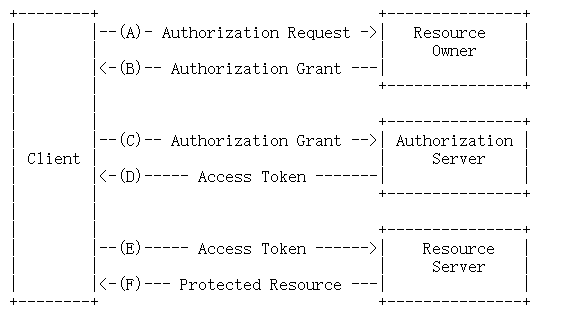 --(A)- Authorization Request -> Resource
Owner
<-(B)-- Authorization Grant ---
--(C)-- Authorization Grant --> Authorization
Client Server
<-(D)----- Access Token -------
--(E)----- Access Token ------> Resource
Server
<-(F)--- Protected Resource ---